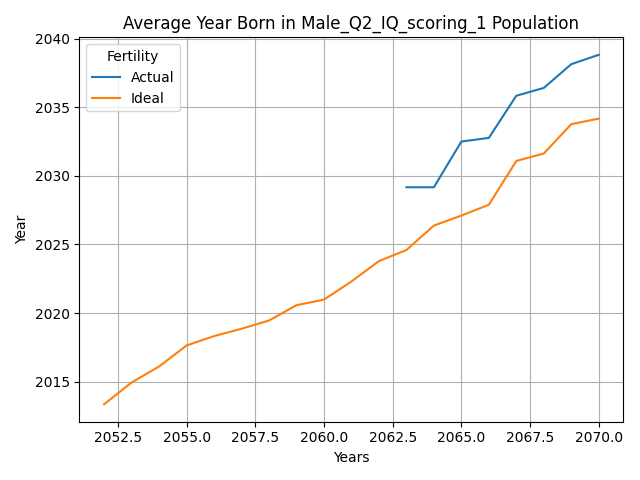 Average Year Born in Male_Q2_IQ_scoring_1 Population
Fertility
Actual
Ideal
2040
2035
2030
2025
2020
2015
Year
2052.5 2055.0 2057.5 2060.0 2062.5 2065.0 2067.5 2070.0
Years